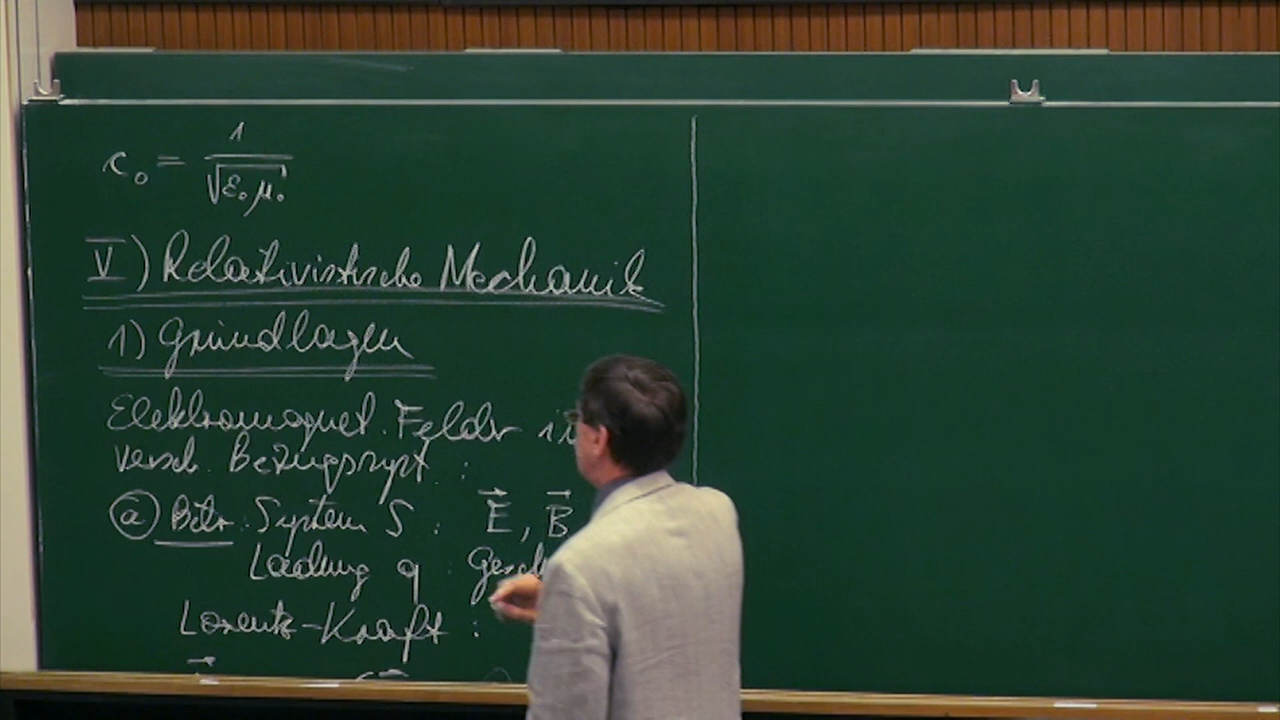 c₀ = 1/√ε₀μ₀
V) Relativistische Mechanik
1) Grundlagen
Elektromagnet. Felder i
versch. Bezugssyst. :
ⓐ Betr. System S : E⃗, B⃗
Ladung q : Gesch
Lorentz-Kraft :